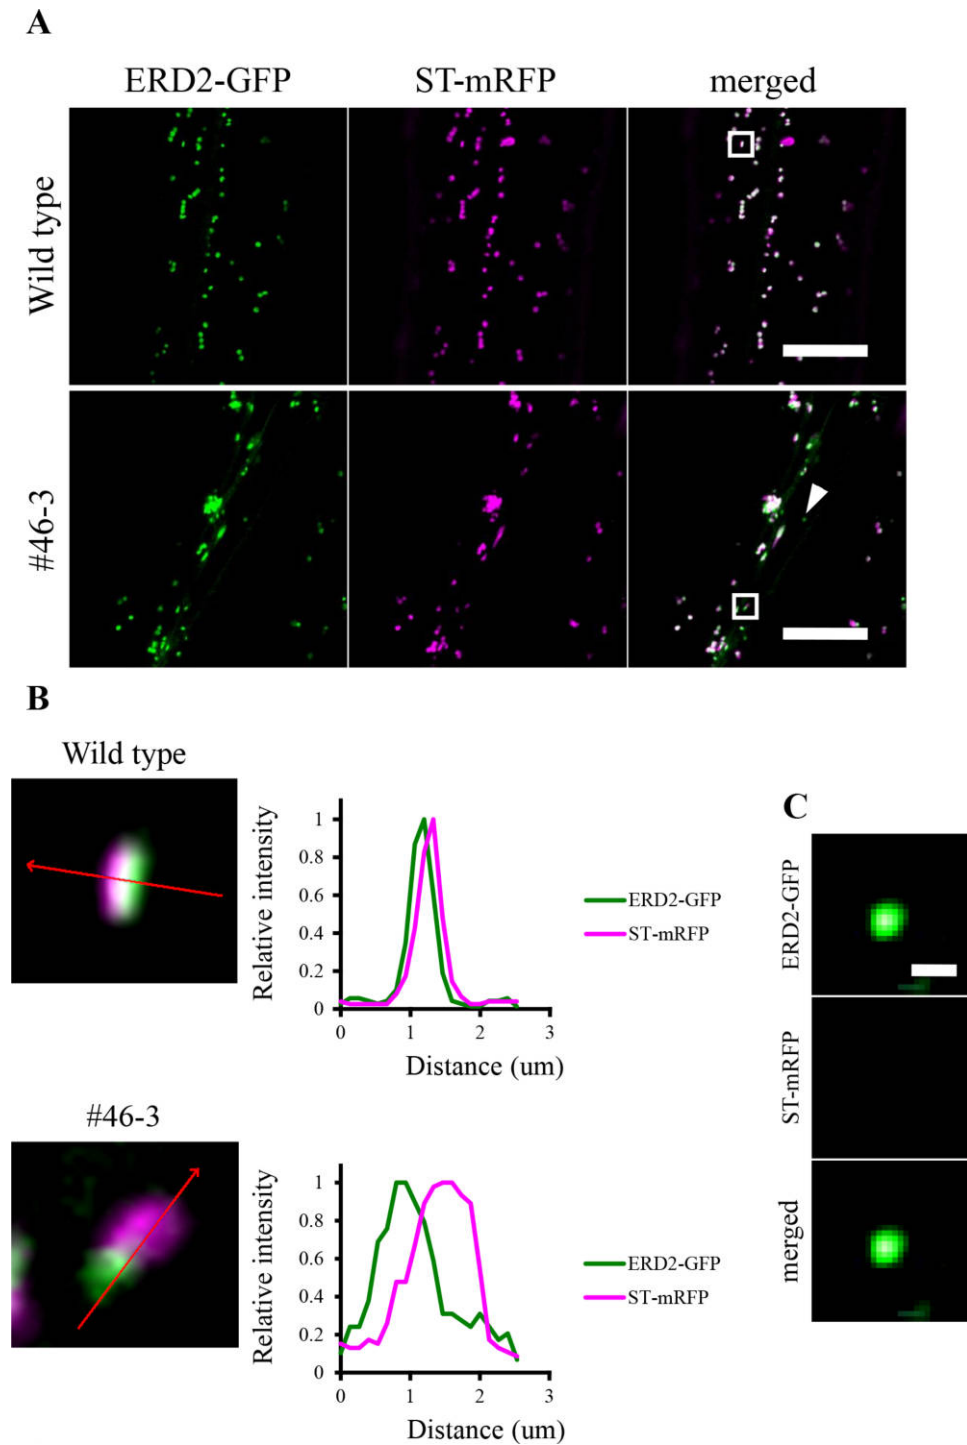 A
ERD2-GFP ST-mRFP merged
Wild type
#46-3
B
Wild type
Relative intensity
1
0.8
0.6
0.4
0.2
0
0 1 2 3
Distance (um)
ERD2-GFP
ST-mRFP
#46-3
Relative intensity
1
0.8
0.6
0.4
0.2
0
0 1 2 3
Distance (um)
ERD2-GFP
ST-mRFP
C
ERD2-GFP
ST-mRFP
merged